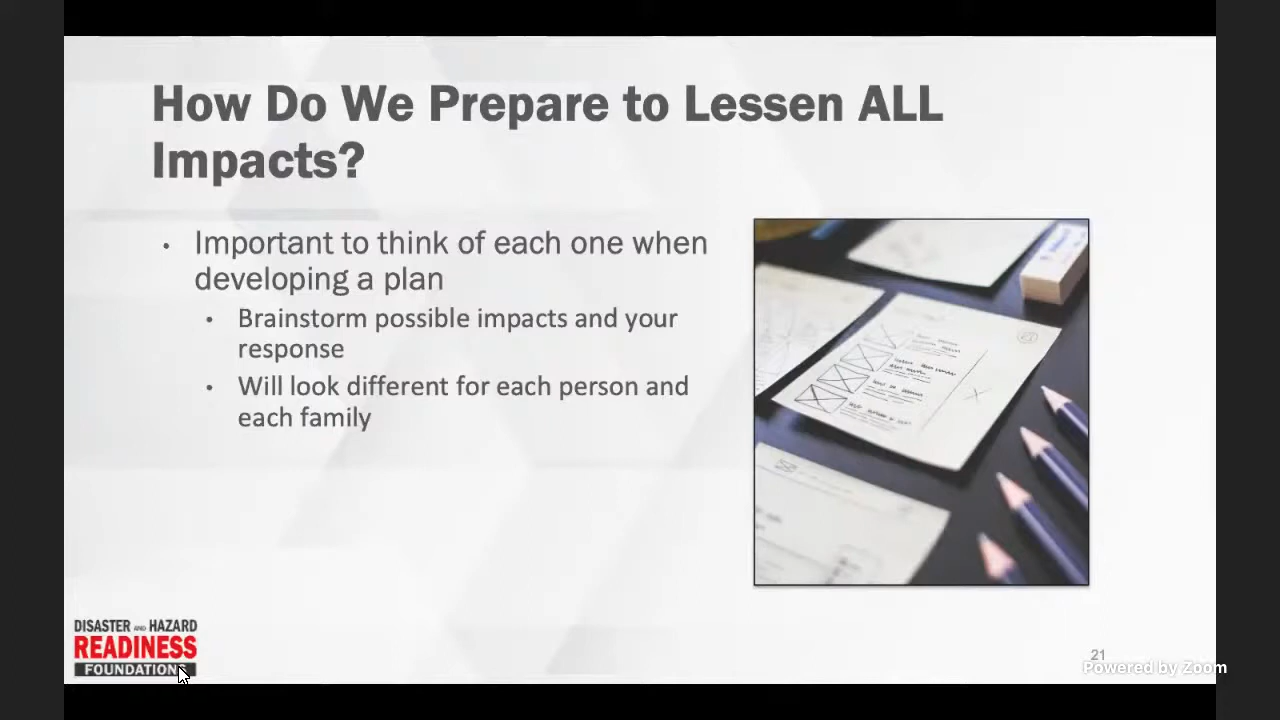 How Do We Prepare to Lessen ALL
Impacts?
• Important to think of each one when
developing a plan
• Brainstorm possible impacts and your
response
• Will look different for each person and
each family
DISASTER AND HAZARD
READINESS
FOUNDATIONS
21
Powered by Zoom